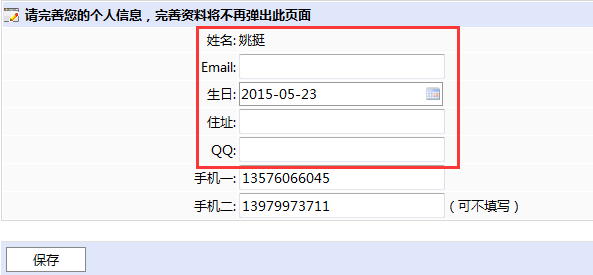 请完善您的个人信息，完善资料将不再弹出此页面
姓名: 姚挺
Email:
生日: 2015-05-23
住址:
QQ:
手机一: 13576066045
手机二: 13979973711 （可不填写）
保存